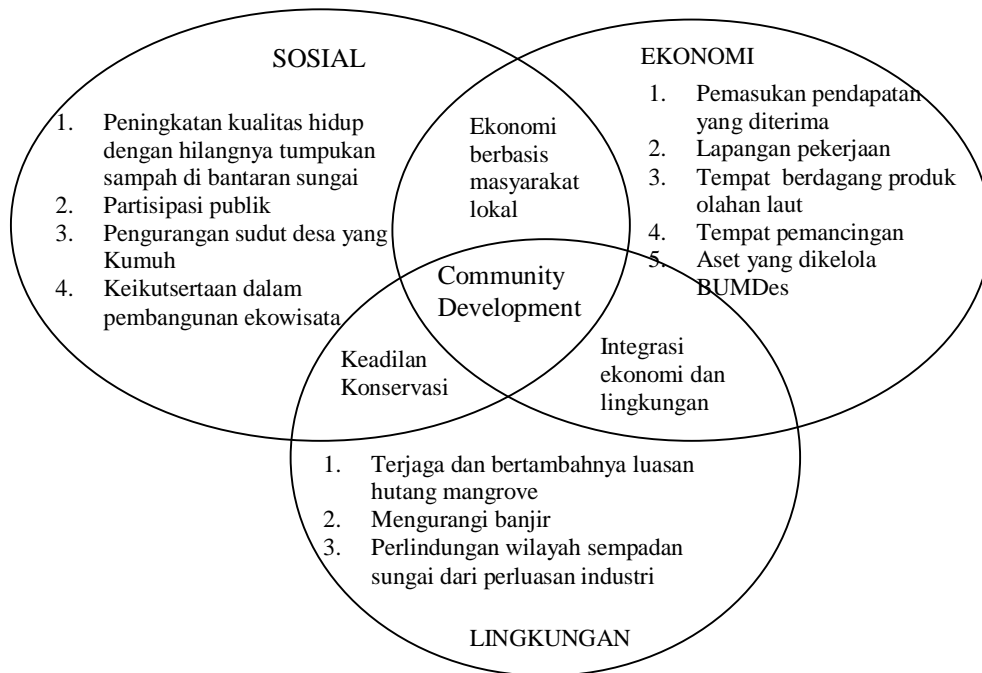 SOSIAL
1. Peningkatan kualitas hidup
dengan hilangnya tumpukan
sampah di bantaran sungai
2. Partisipasi publik
3. Pengurangan sudut desa yang
Kumuh
4. Keikutsertaan dalam
pembangunan ekowisata
Ekonomi
berbasis
masyarakat
lokal
EKONOMI
1. Pemasukan pendapatan
yang diterima
2. Lapangan pekerjaan
3. Tempat berdagang produk
olahan laut
4. Tempat pemancingan
5. Aset yang dikelola
BUMDes
Community
Development
Keadilan
Konservasi
Integrasi
ekonomi dan
lingkungan
1. Terjaga dan bertambahnya luasan
hutang mangrove
2. Mengurangi banjir
3. Perlindungan wilayah sempadan
sungai dari perluasan industri
LINGKUNGAN